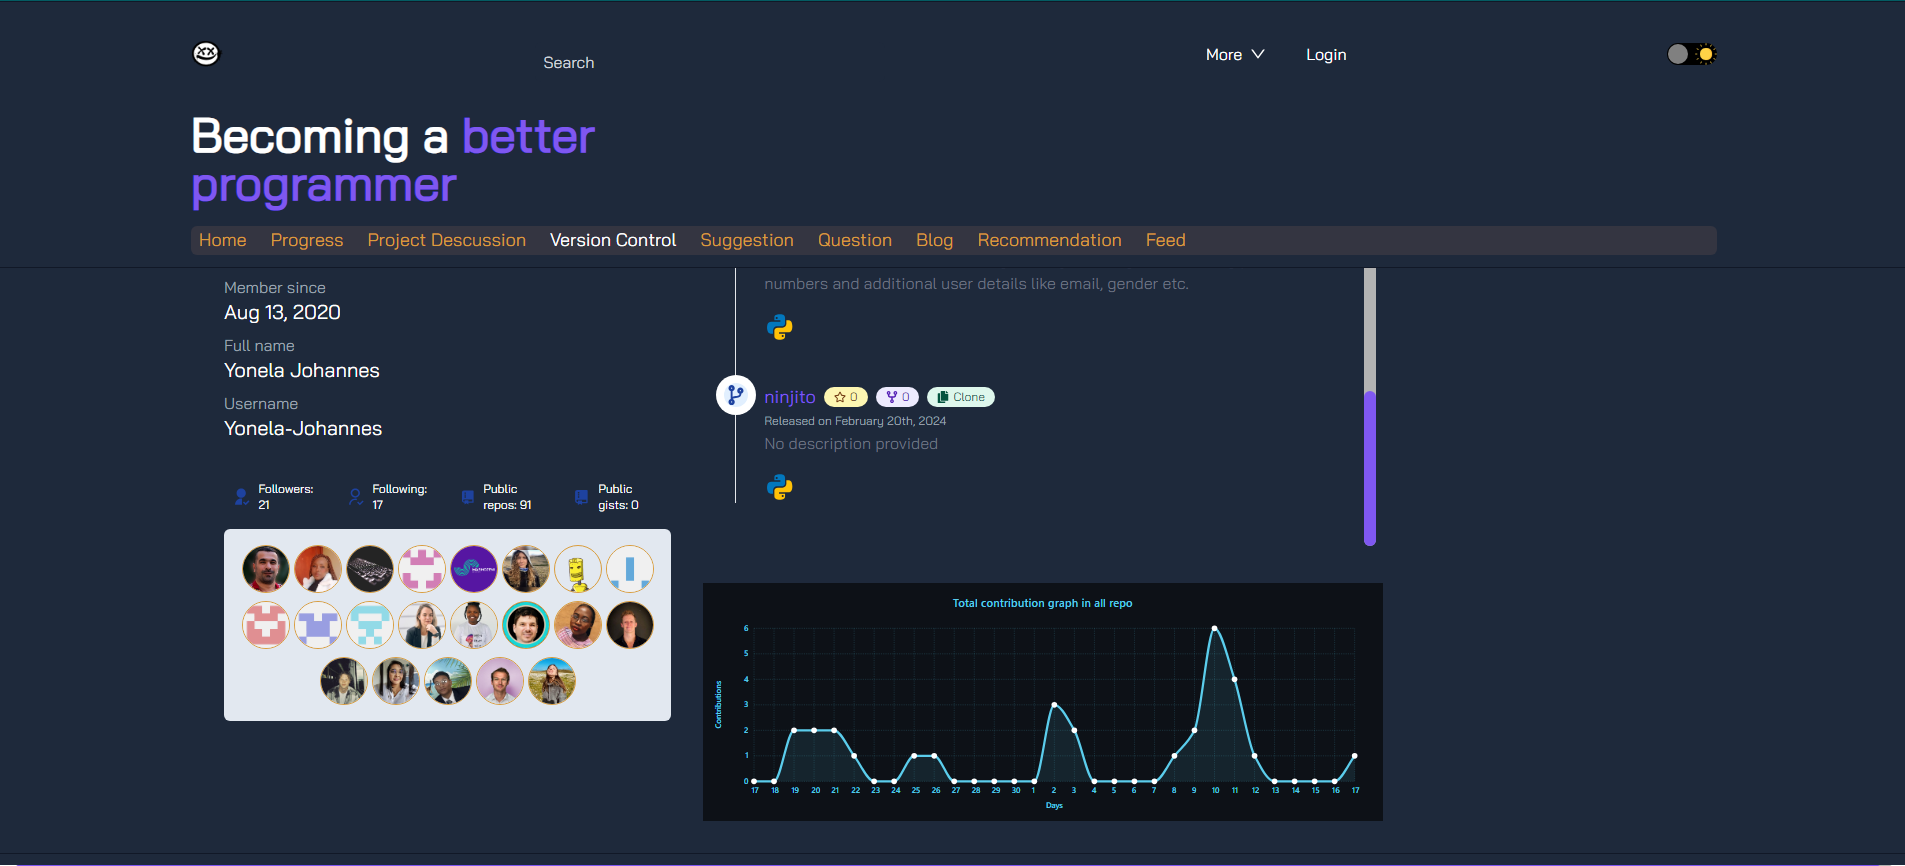 Search
More
Login
Becoming a better
programmer
Home Progress Project Descussion Version Control Suggestion Question Blog Recommendation Feed
Member since
Aug 13, 2020
Full name
Yonela Johannes
Username
Yonela-Johannes
Followers:
21
Following:
17
Public
repos: 91
Public
gists: 0
numbers and additional user details like email, gender etc.
ninjito 0 0 Clone
Released on February 20th, 2024
No description provided
Total contribution graph in all repo
Contributions
6
5
4
3
2
1
0
17 18 19 20 21 22 23 24 25 26 27 28 29 30 1 2 3 4 5 6 7 8 9 10 11 12 13 14 15 16 17
Days